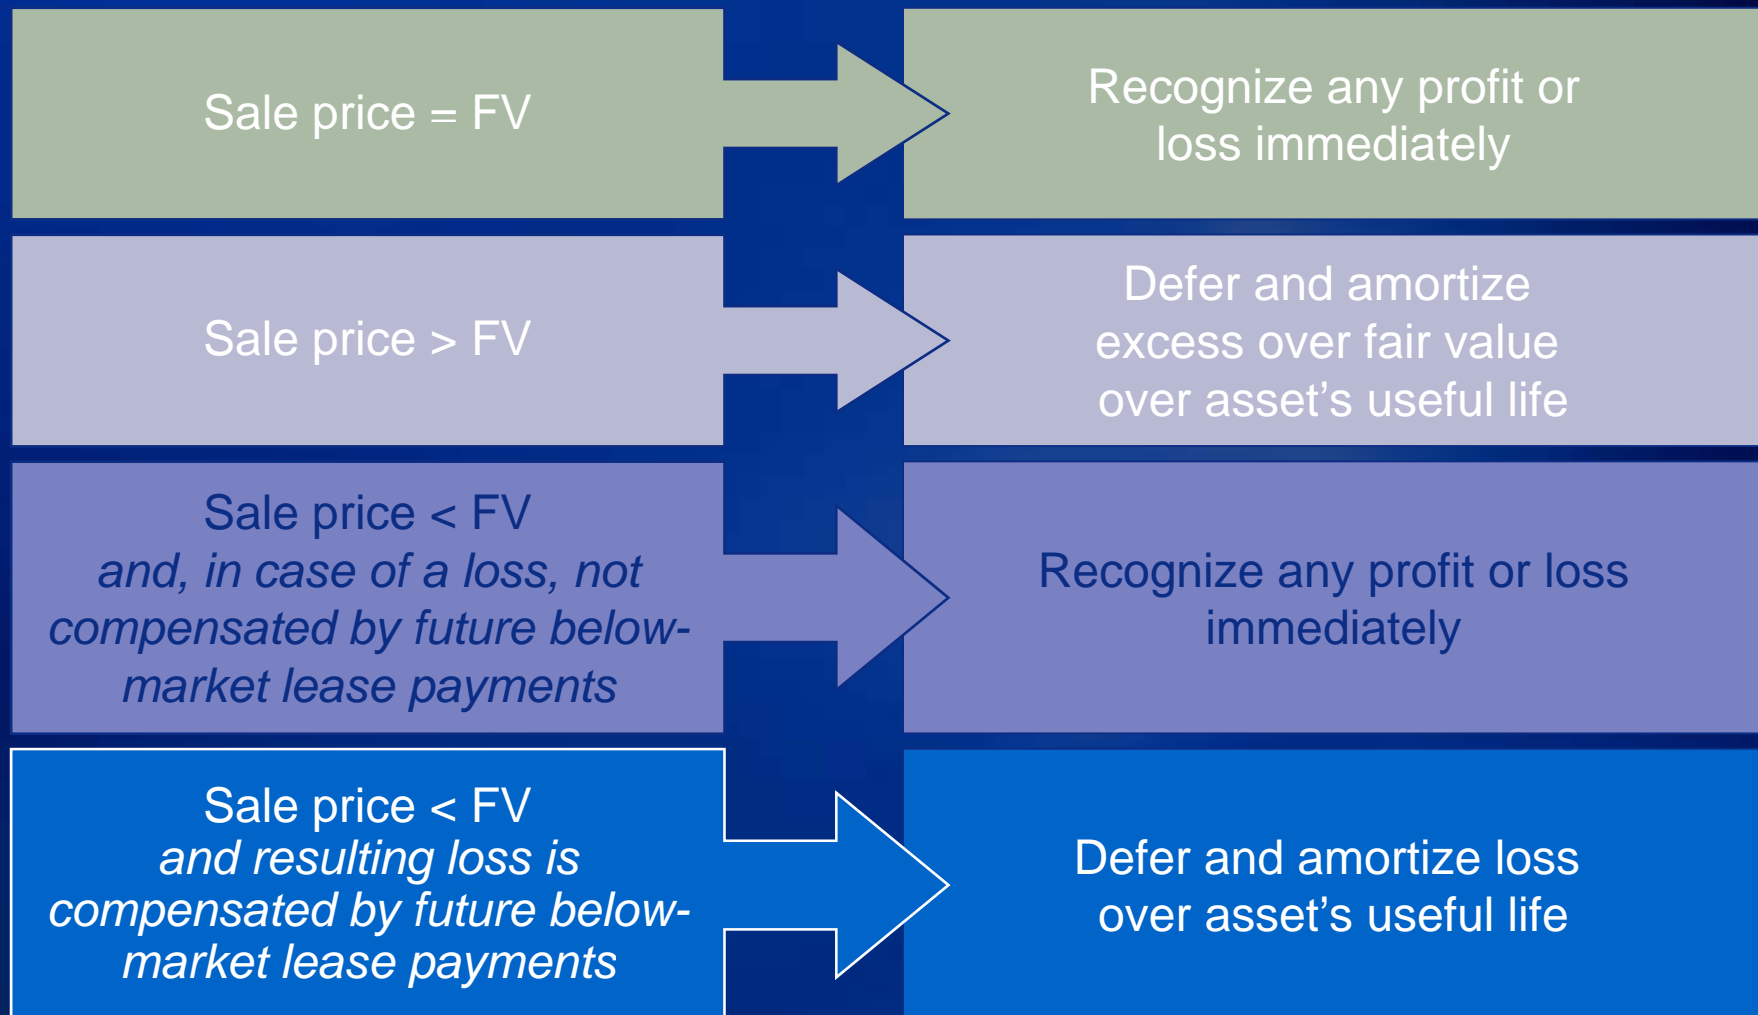 Sale price = FV
Recognize any profit or
loss immediately
Sale price > FV
Defer and amortize
excess over fair value
over asset’s useful life
Sale price < FV
and, in case of a loss, not
compensated by future below-
market lease payments
Recognize any profit or loss
immediately
Sale price < FV
and resulting loss is
compensated by future below-
market lease payments
Defer and amortize loss
over asset’s useful life